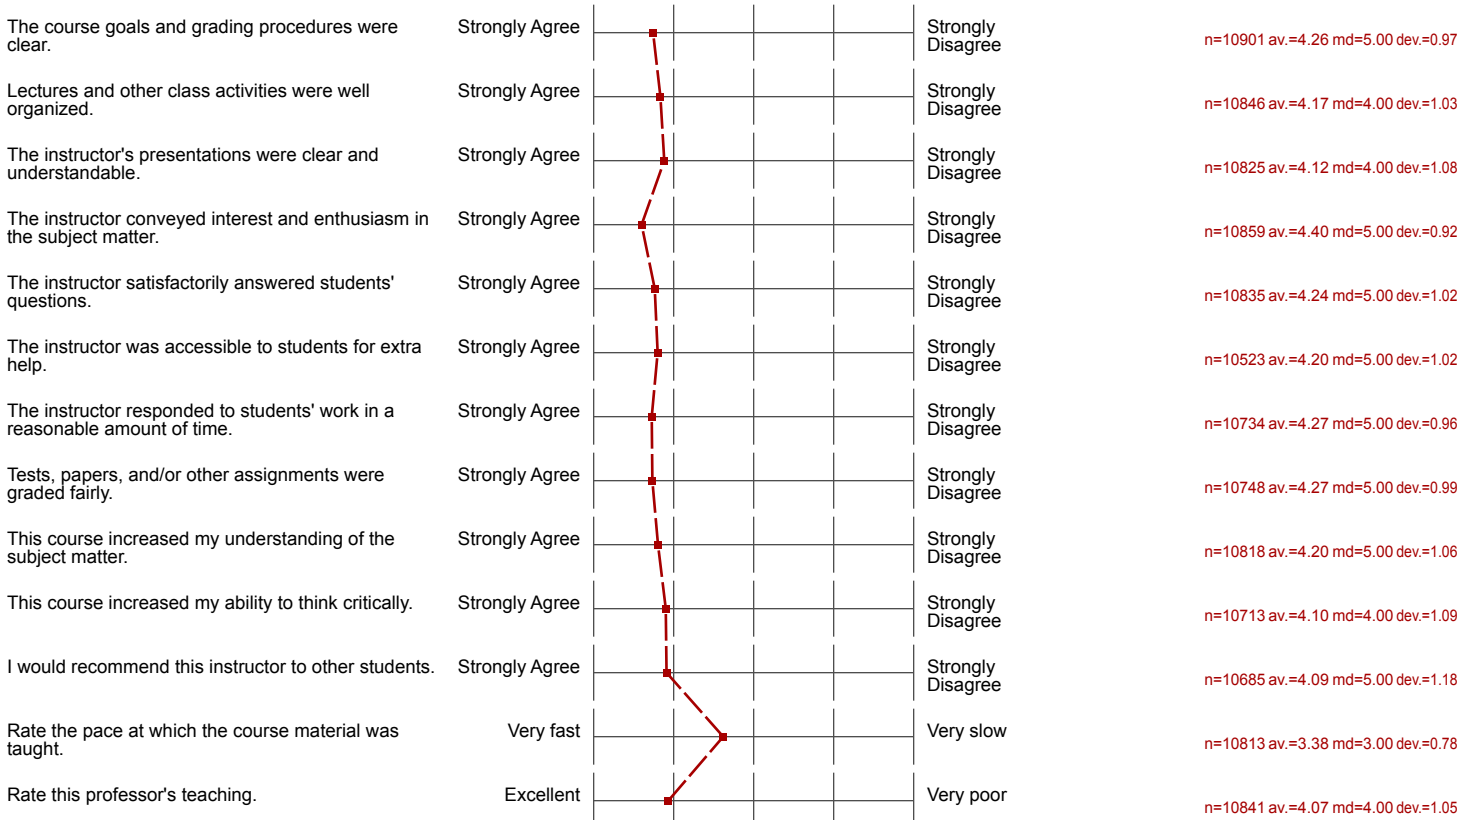 The course goals and grading procedures were
clear.
Strongly Agree
Strongly
Disagree
n=10901 av.=4.26 md=5.00 dev.=0.97
Lectures and other class activities were well
organized.
Strongly Agree
Strongly
Disagree
n=10846 av.=4.17 md=4.00 dev.=1.03
The instructor's presentations were clear and
understandable.
Strongly Agree
Strongly
Disagree
n=10825 av.=4.12 md=4.00 dev.=1.08
The instructor conveyed interest and enthusiasm in
the subject matter.
Strongly Agree
Strongly
Disagree
n=10859 av.=4.40 md=5.00 dev.=0.92
The instructor satisfactorily answered students'
questions.
Strongly Agree
Strongly
Disagree
n=10835 av.=4.24 md=5.00 dev.=1.02
The instructor was accessible to students for extra
help.
Strongly Agree
Strongly
Disagree
n=10523 av.=4.20 md=5.00 dev.=1.02
The instructor responded to students' work in a
reasonable amount of time.
Strongly Agree
Strongly
Disagree
n=10734 av.=4.27 md=5.00 dev.=0.96
Tests, papers, and/or other assignments were
graded fairly.
Strongly Agree
Strongly
Disagree
n=10748 av.=4.27 md=5.00 dev.=0.99
This course increased my understanding of the
subject matter.
Strongly Agree
Strongly
Disagree
n=10818 av.=4.20 md=5.00 dev.=1.06
This course increased my ability to think critically.
Strongly Agree
Strongly
Disagree
n=10713 av.=4.10 md=4.00 dev.=1.09
I would recommend this instructor to other students.
Strongly Agree
Strongly
Disagree
n=10685 av.=4.09 md=5.00 dev.=1.18
Rate the pace at which the course material was
taught.
Very fast
Very slow
n=10813 av.=3.38 md=3.00 dev.=0.78
Rate this professor's teaching.
Excellent
Very poor
n=10841 av.=4.07 md=4.00 dev.=1.05